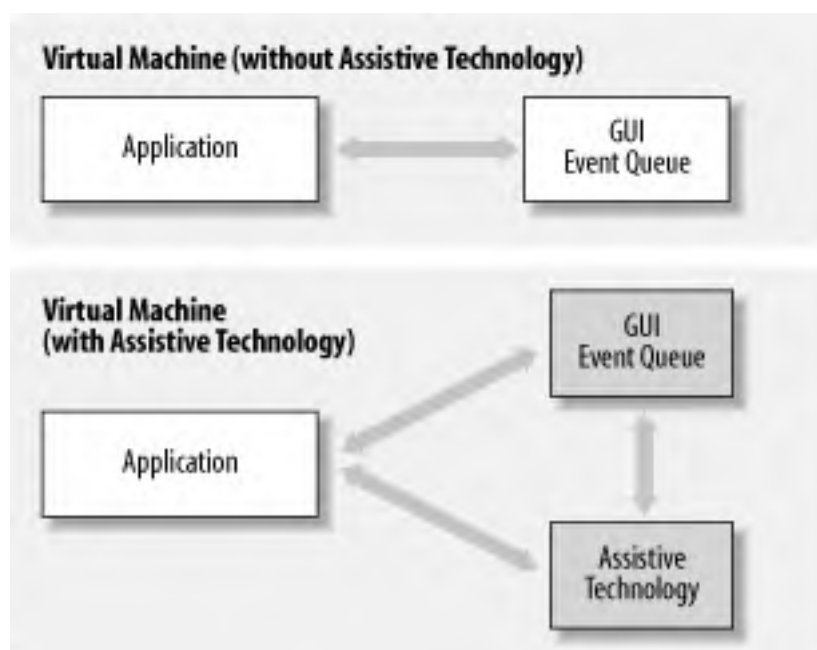 Virtual Machine (without Assistive Technology)
Application
GUI
Event Queue
Virtual Machine
(with Assistive Technology)
GUI
Event Queue
Application
Assistive
Technology